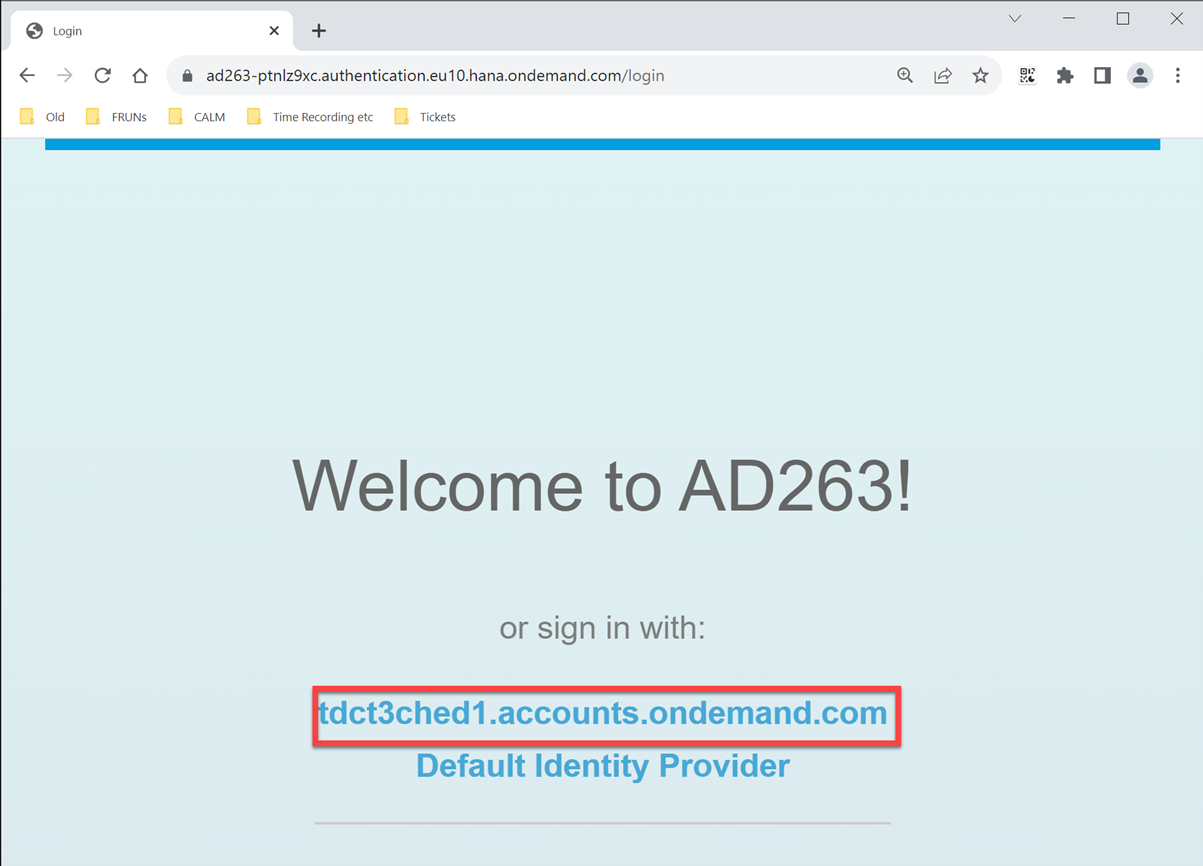 Login
ad263-ptnlz9xc.authentication.eu10.hana.ondemand.com/login
Old FRUNs CALM Time Recording etc Tickets
Welcome to AD263!
or sign in with:
tdct3ched1.accounts.ondemand.com
Default Identity Provider